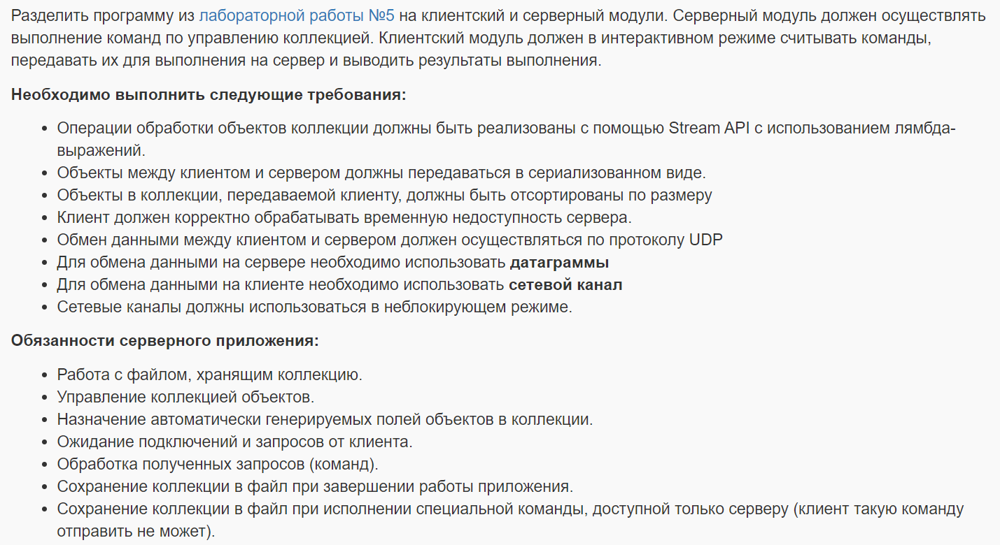 Разделить программу из лабораторной работы №5 на клиентский и серверный модули. Серверный модуль должен осуществлять
выполнение команд по управлению коллекцией. Клиентский модуль должен в интерактивном режиме считывать команды,
передавать их для выполнения на сервер и выводить результаты выполнения.
Необходимо выполнить следующие требования:
• Операции обработки объектов коллекции должны быть реализованы с помощью Stream API с использованием лямбда-
выражений.
• Объекты между клиентом и сервером должны передаваться в сериализованном виде.
• Объекты в коллекции, передаваемой клиенту, должны быть отсортированы по размеру
• Клиент должен корректно обрабатывать временную недоступность сервера.
• Обмен данными между клиентом и сервером должен осуществляться по протоколу UDP
• Для обмена данными на сервере необходимо использовать датаграммы
• Для обмена данными на клиенте необходимо использовать сетевой канал
• Сетевые каналы должны использоваться в неблокирующем режиме.
Обязанности серверного приложения:
• Работа с файлом, хранящим коллекцию.
• Управление коллекцией объектов.
• Назначение автоматически генерируемых полей объектов в коллекции.
• Ожидание подключений и запросов от клиента.
• Обработка полученных запросов (команд).
• Сохранение коллекции в файл при завершении работы приложения.
• Сохранение коллекции в файл при исполнении специальной команды, доступной только серверу (клиент такую команду
отправить не может).